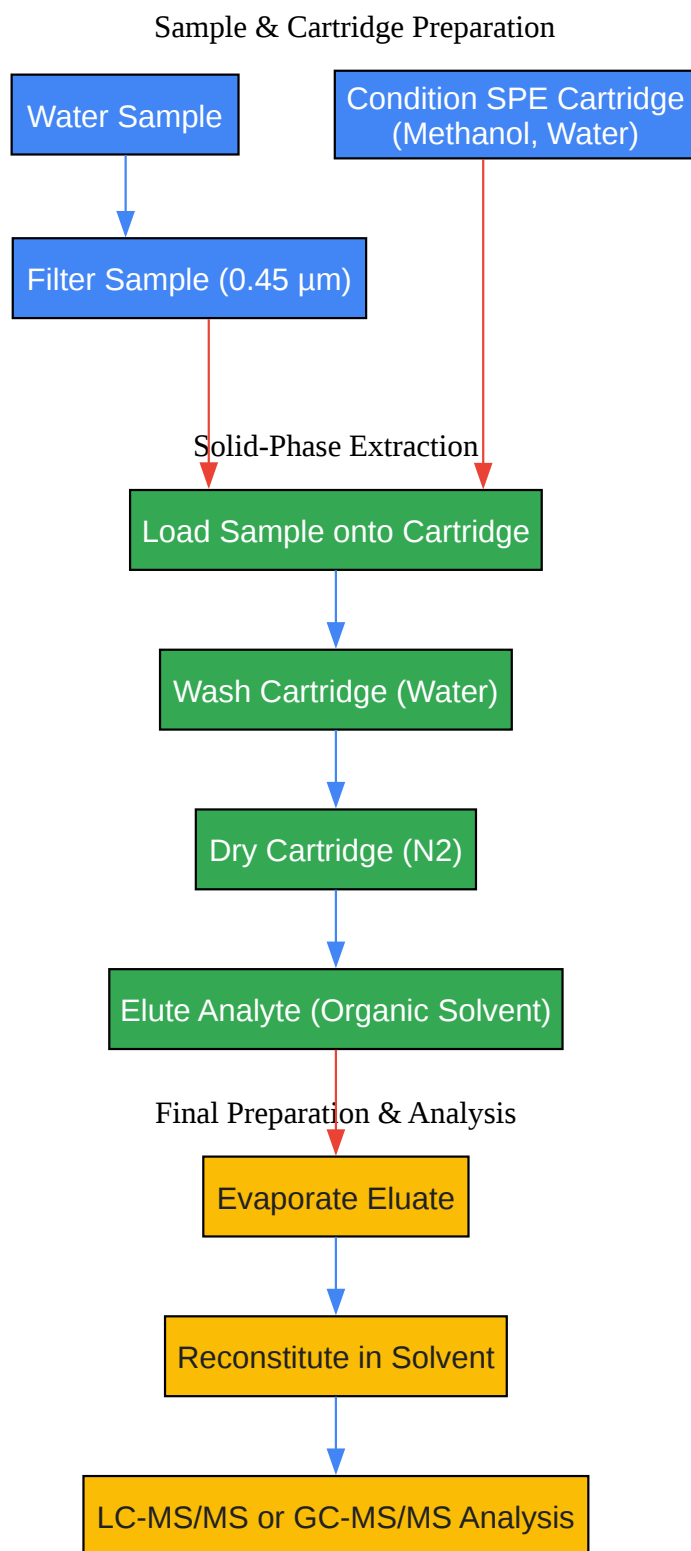 Sample & Cartridge Preparation
Water Sample
Condition SPE Cartridge
(Methanol, Water)
Filter Sample (0.45 µm)
Solid-Phase Extraction
Load Sample onto Cartridge
Wash Cartridge (Water)
Dry Cartridge (N2)
Elute Analyte (Organic Solvent)
Final Preparation & Analysis
Evaporate Eluate
Reconstitute in Solvent
LC-MS/MS or GC-MS/MS Analysis